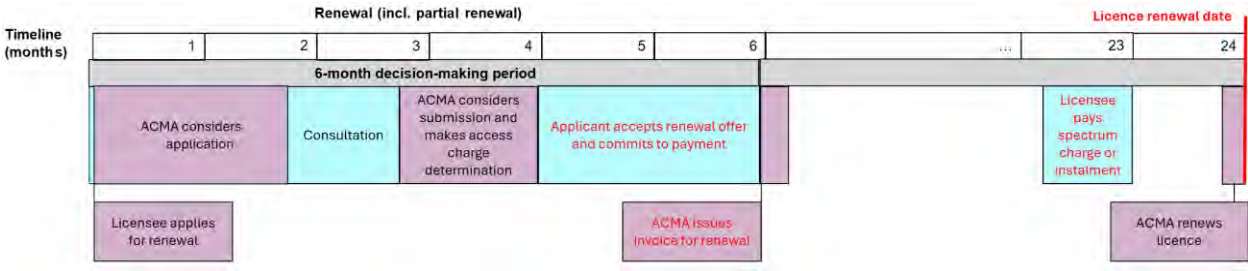 Renewal (incl. partial renewal)
Licence renewal date
Timeline
(months)
1
2
3
4
5
6
...
23
24
6-month decision-making period
ACMA considers
application
Consultation
ACMA considers
submission and
makes access
charge
determination
Applicant accepts renewal offer
and commits to payment
Licensee
pays
spectrum
charge or
instalment
Licensee applies
for renewal
ACMA issues
invoice for renewal
ACMA renews
licence